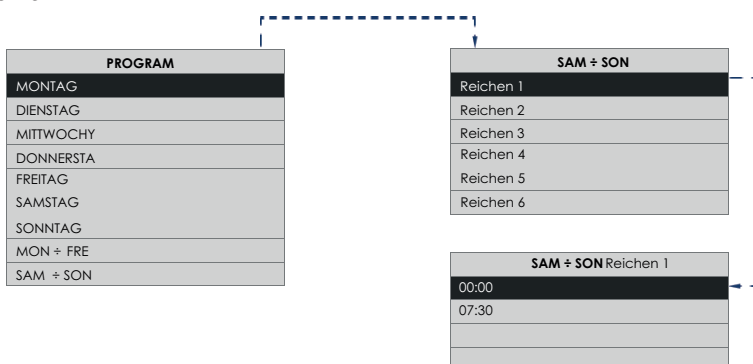 PROGRAM
MONTAG
DIENSTAG
MITTWOCHY
DONNERSTA
FREITAG
SAMSTAG
SONNTAG
MON ÷ FRE
SAM ÷ SON
SAM ÷ SON
Reichen 1
Reichen 2
Reichen 3
Reichen 4
Reichen 5
Reichen 6
SAM ÷ SON Reichen 1
00:00
07:30